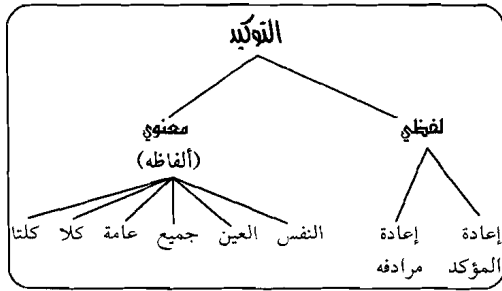 التوكيد
لفظي معنوي
(ألفاظه)
إعادة إعادة النفس العين جميع عامة كلا كلتا
المؤكد مرادفه